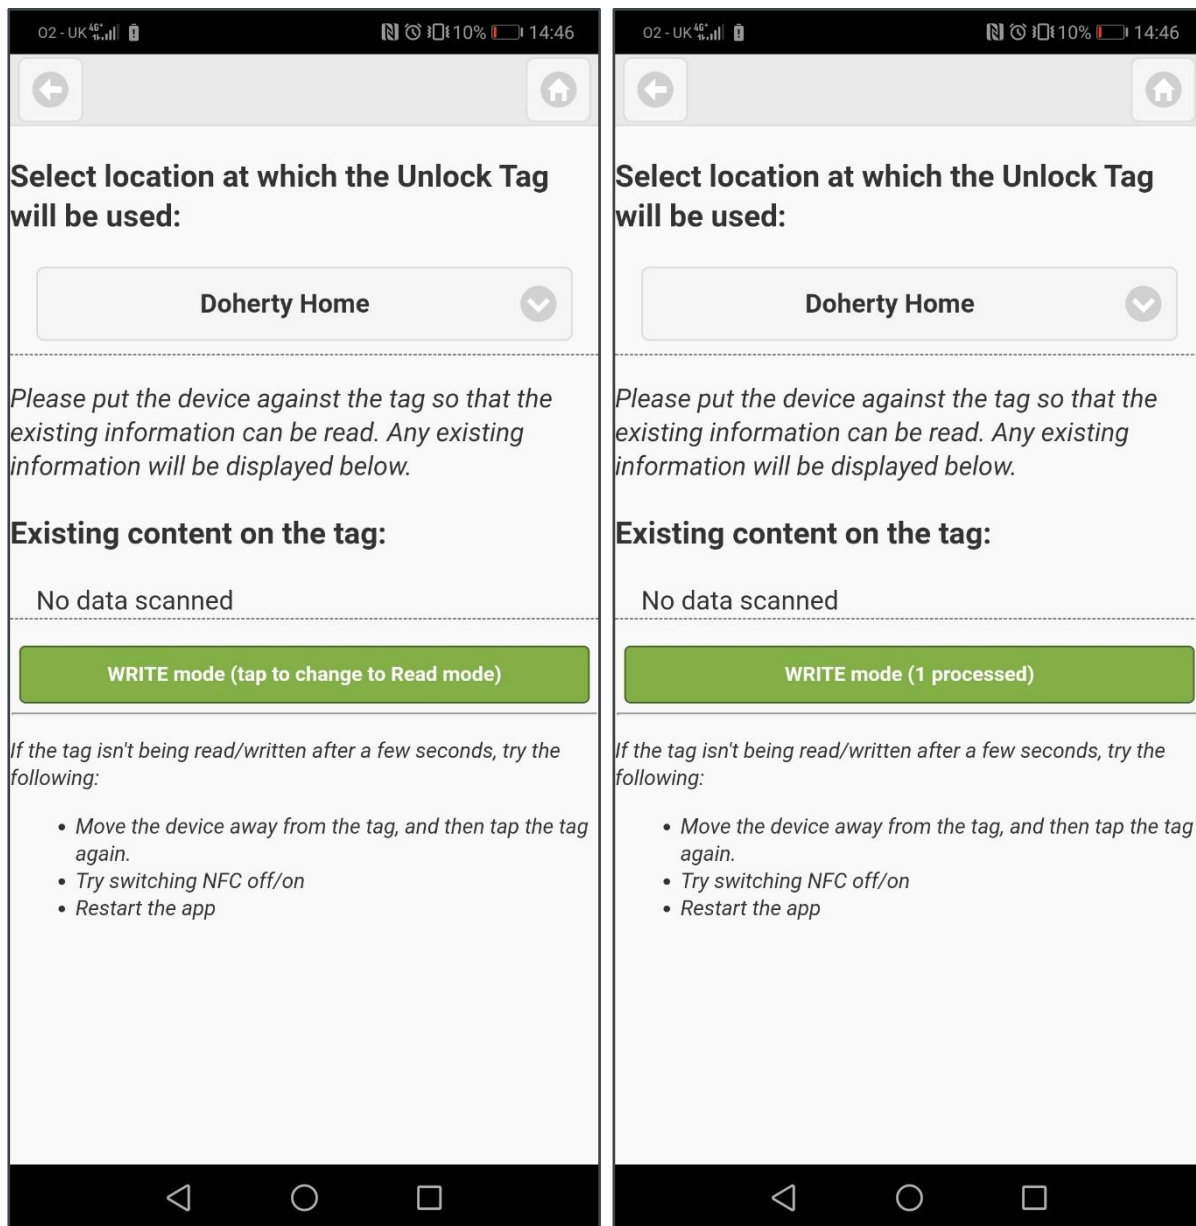 O2 - UK 4G+ 10% 14:46
Select location at which the Unlock Tag
will be used:
Doherty Home
Please put the device against the tag so that the
existing information can be read. Any existing
information will be displayed below.
Existing content on the tag:
No data scanned
WRITE mode (tap to change to Read mode)
If the tag isn't being read/written after a few seconds, try the
following:
• Move the device away from the tag, and then tap the tag
again.
• Try switching NFC off/on
• Restart the app
O2 - UK 4G+ 10% 14:46
Select location at which the Unlock Tag
will be used:
Doherty Home
Please put the device against the tag so that the
existing information can be read. Any existing
information will be displayed below.
Existing content on the tag:
No data scanned
WRITE mode (1 processed)
If the tag isn't being read/written after a few seconds, try the
following:
• Move the device away from the tag, and then tap the tag
again.
• Try switching NFC off/on
• Restart the app